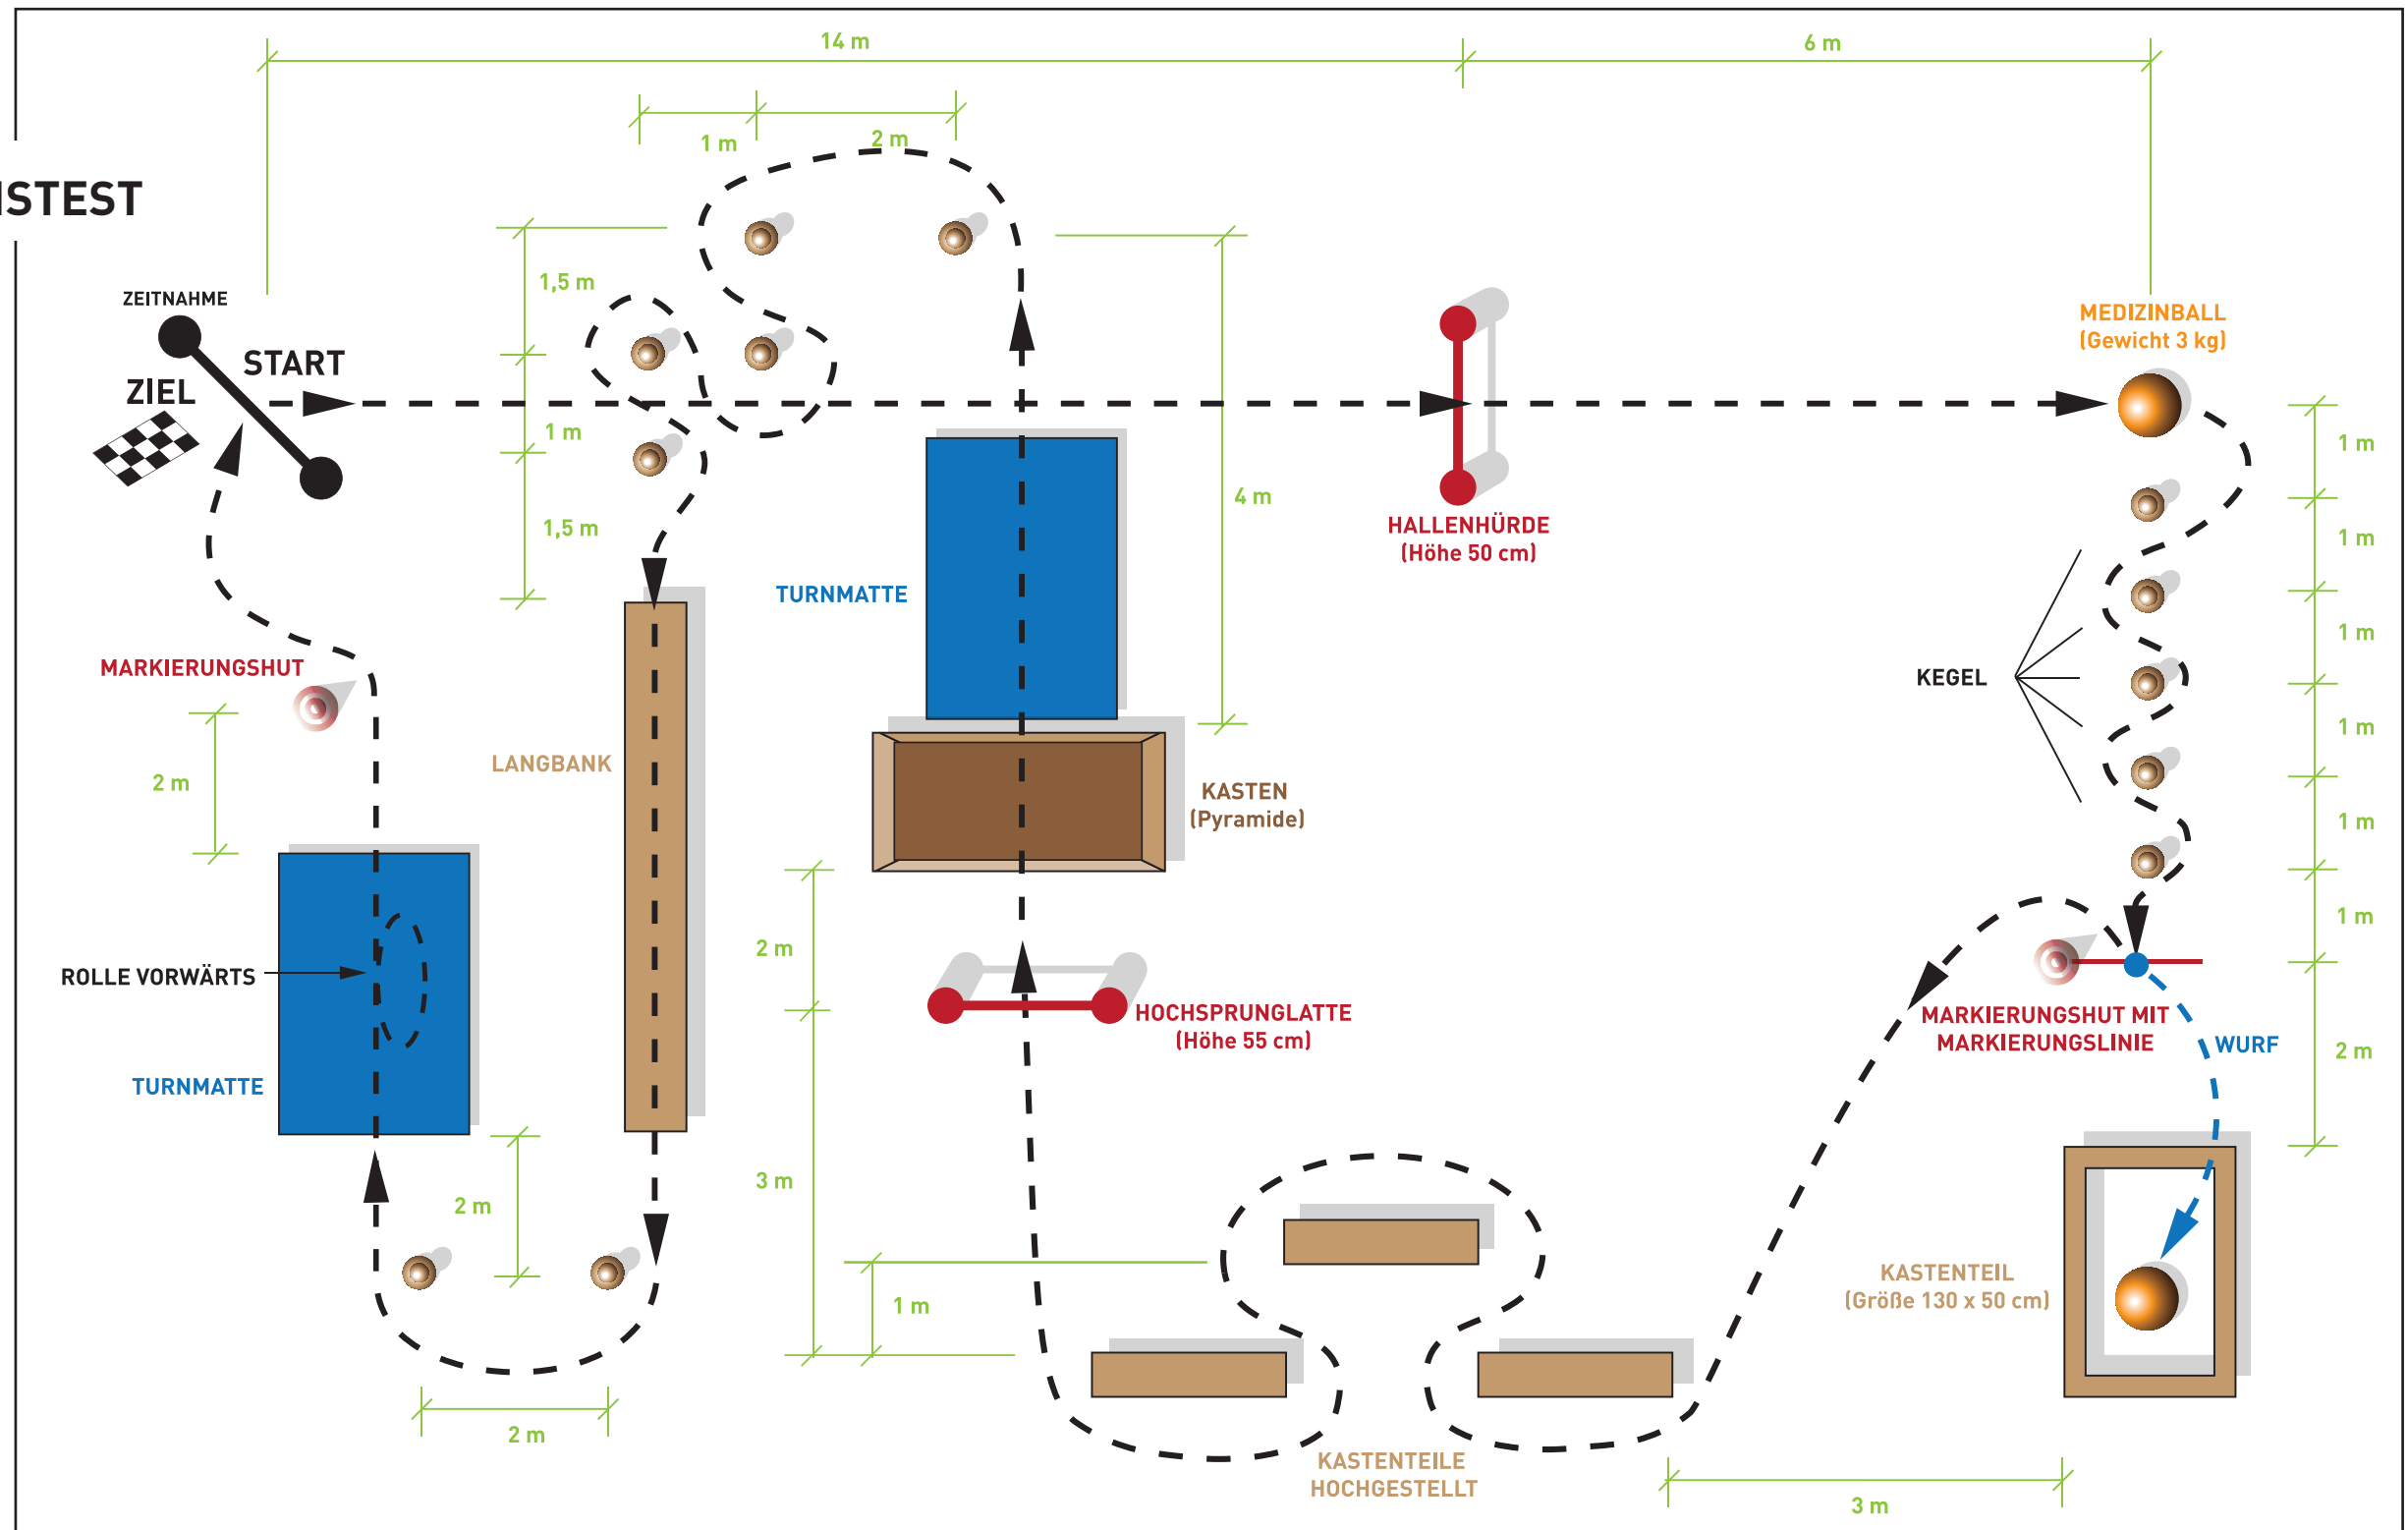 14 m
6 m
1 m
2 m
ISTEST
1,5 m
ZEITNAHME
START
ZIEL
MEDIZINBALL
(Gewicht 3 kg)
1 m
1 m
4 m
1,5 m
HALLENHÜRDE
(Höhe 50 cm)
1 m
TURNMATTE
1 m
MARKIERUNGSHUT
KEGEL
1 m
2 m
LANGBANK
KASTEN
(Pyramide)
1 m
1 m
2 m
ROLLE VORWÄRTS
HOCHSPRUNGLATTE
(Höhe 55 cm)
MARKIERUNGSHUT MIT
MARKIERUNGSLINIE
WURF
2 m
TURNMATTE
3 m
2 m
1 m
KASTENTEIL
(Größe 130 x 50 cm)
2 m
KASTENTEILE
HOCHGESTELLT
3 m